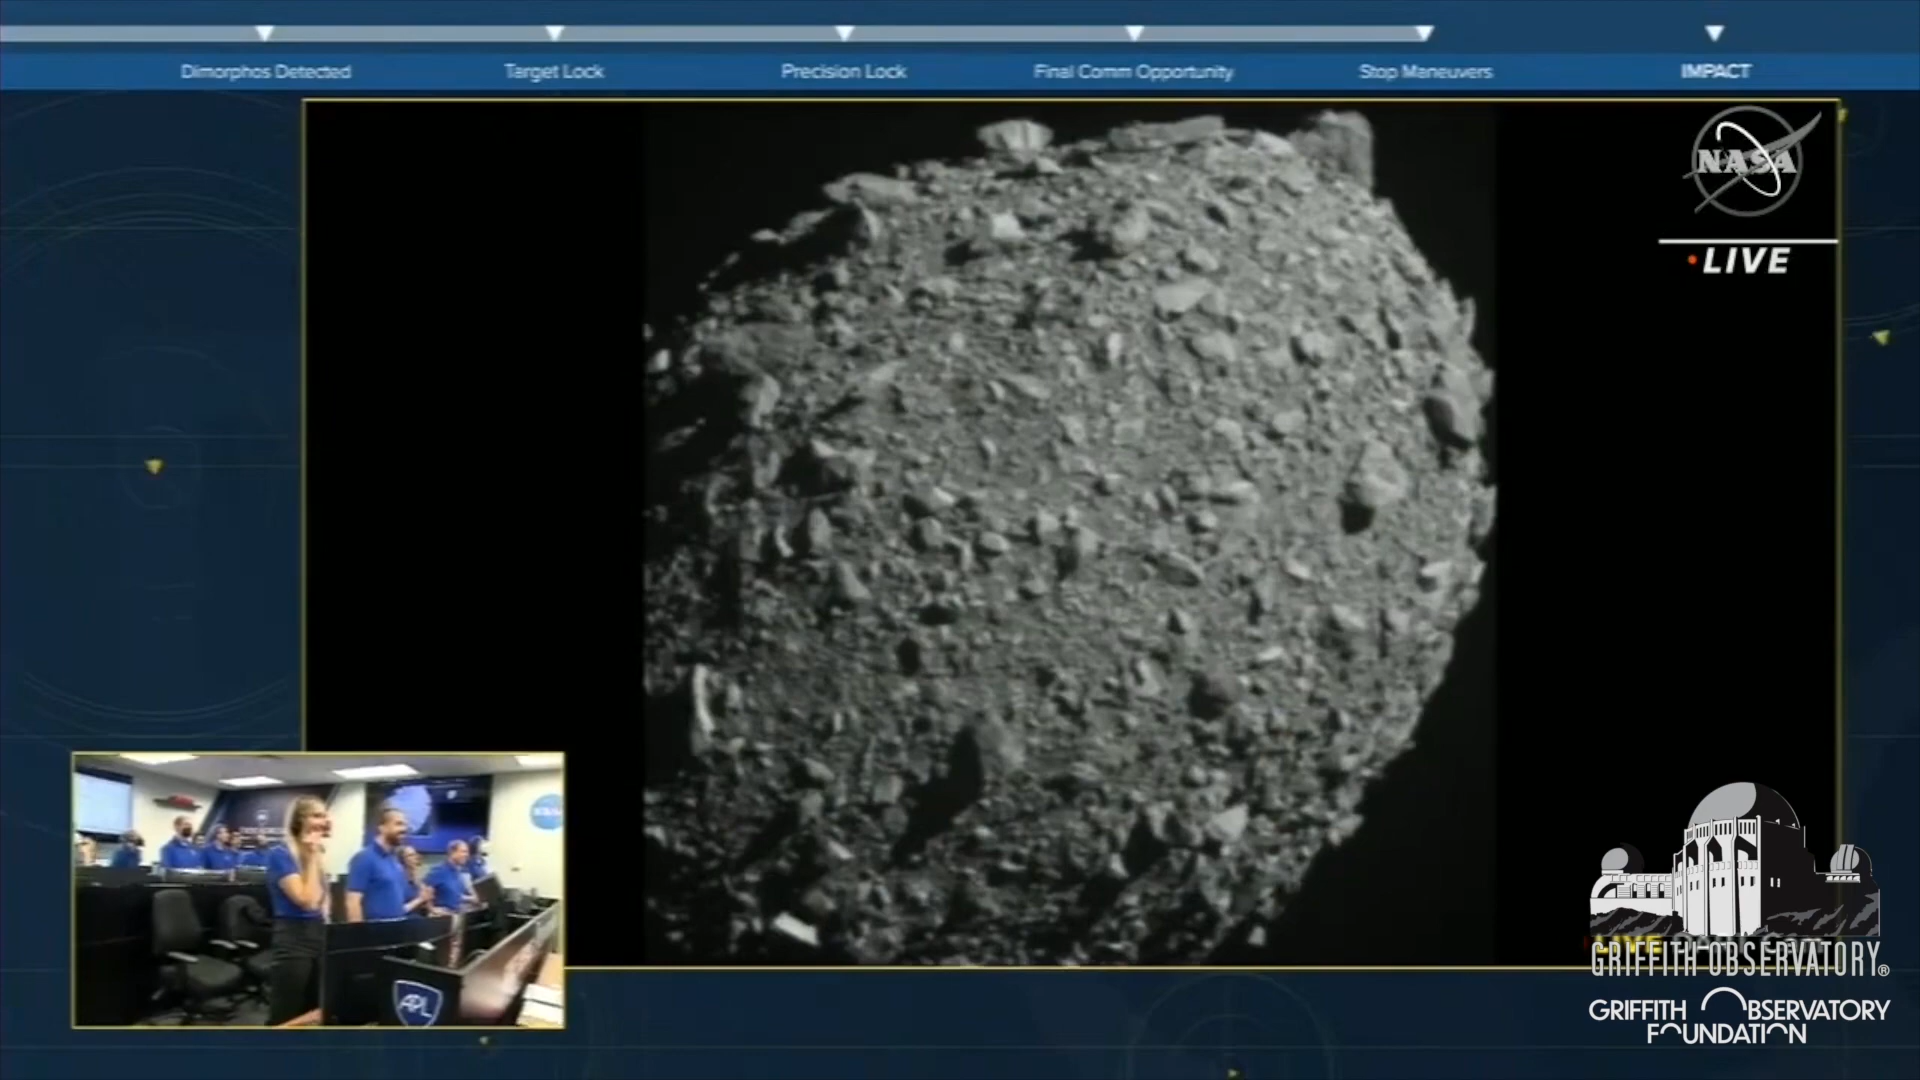 Dimorphos Detected
Target Lock
Precision Lock
Final Comm Opportunity
Stop Maneuvers
IMPACT
NASA
LIVE
APL
LIVE
GRIFFITH OBSERVATORY®
GRIFFITH OBSERVATORY
FOUNDATION